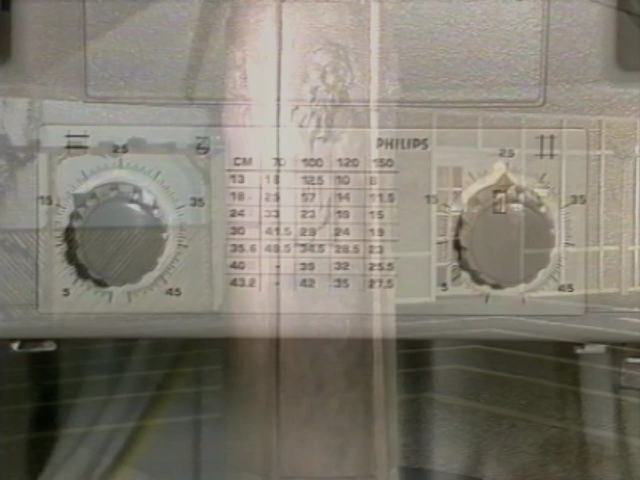 PHILIPS
25
15 35
5 45
CM 70 100 120 150
13 18 12.5 10 8
18 25 17 14 11.5
24 33 23 19 15
30 41.5 29 24 19
35.6 49.5 34.5 28.5 23
40 - 39 32 25.5
43.2 - 42 35 27.5
25
15 35
5 45